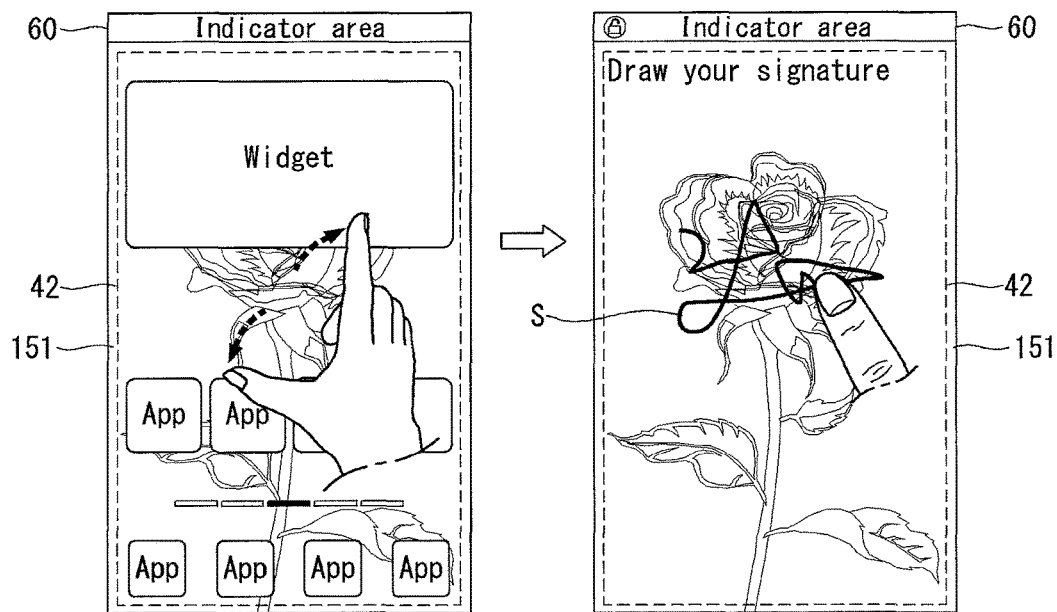 60 Indicator area
Widget
42
151
App App
App App App App
Indicator area 60
Draw your signature
S
42
151